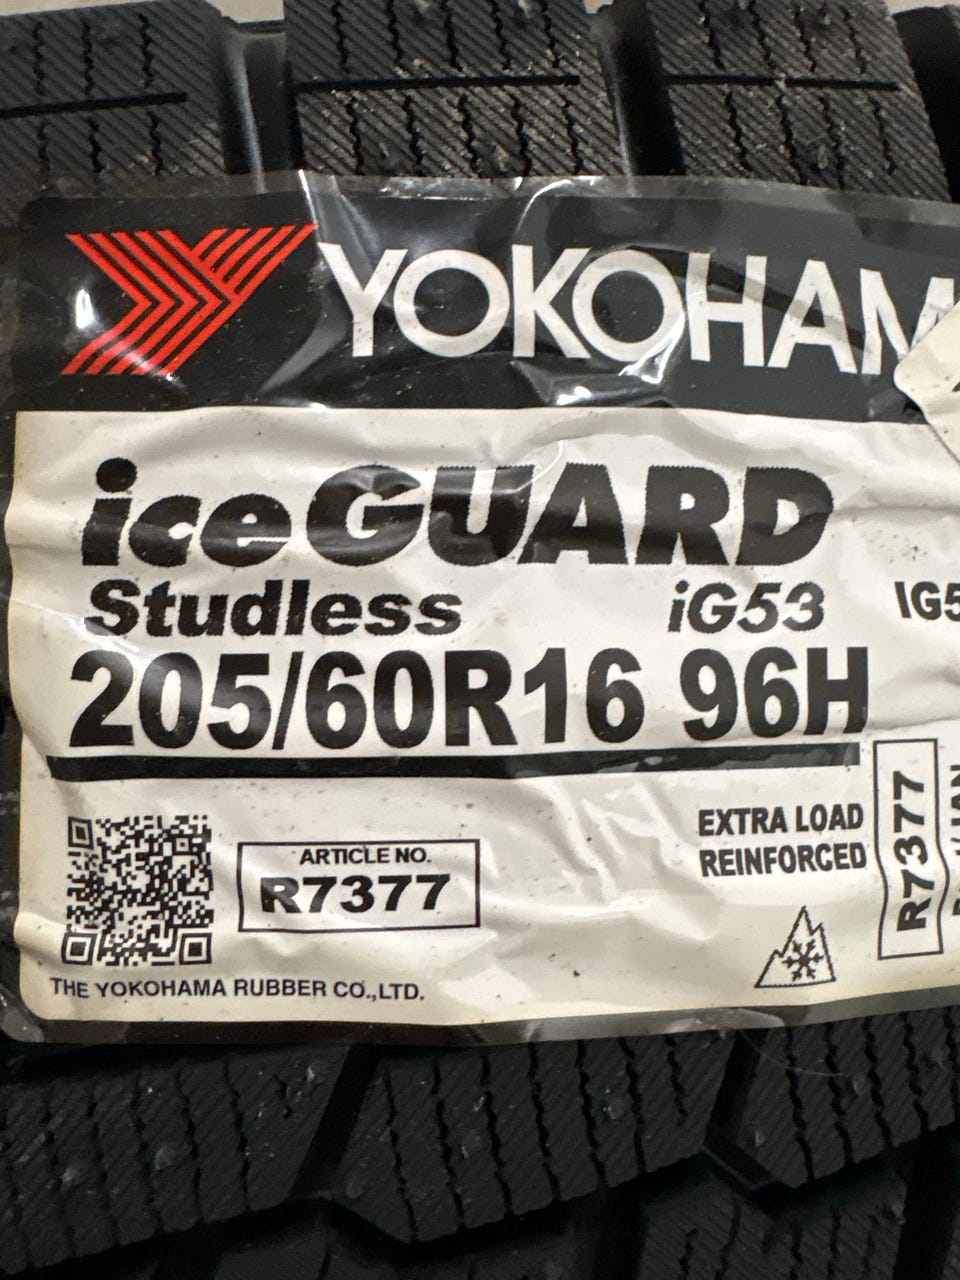 YOKOHAM
iceGUARD
Studless iG53
205/60R16 96H
ARTICLE NO.
R7377
EXTRA LOAD
REINFORCED
THE YOKOHAMA RUBBER CO.,LTD.
IG5
R7377